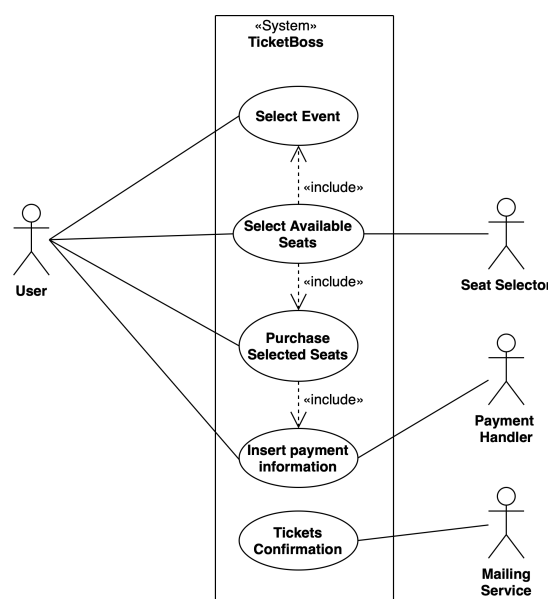 «System»
TicketBoss
Select Event
«include»
Select Available
Seats
User
Seat Selector
«include»
Purchase
Selected Seats
«include»
Payment
Handler
Insert payment
information
Tickets
Confirmation
Mailing
Service